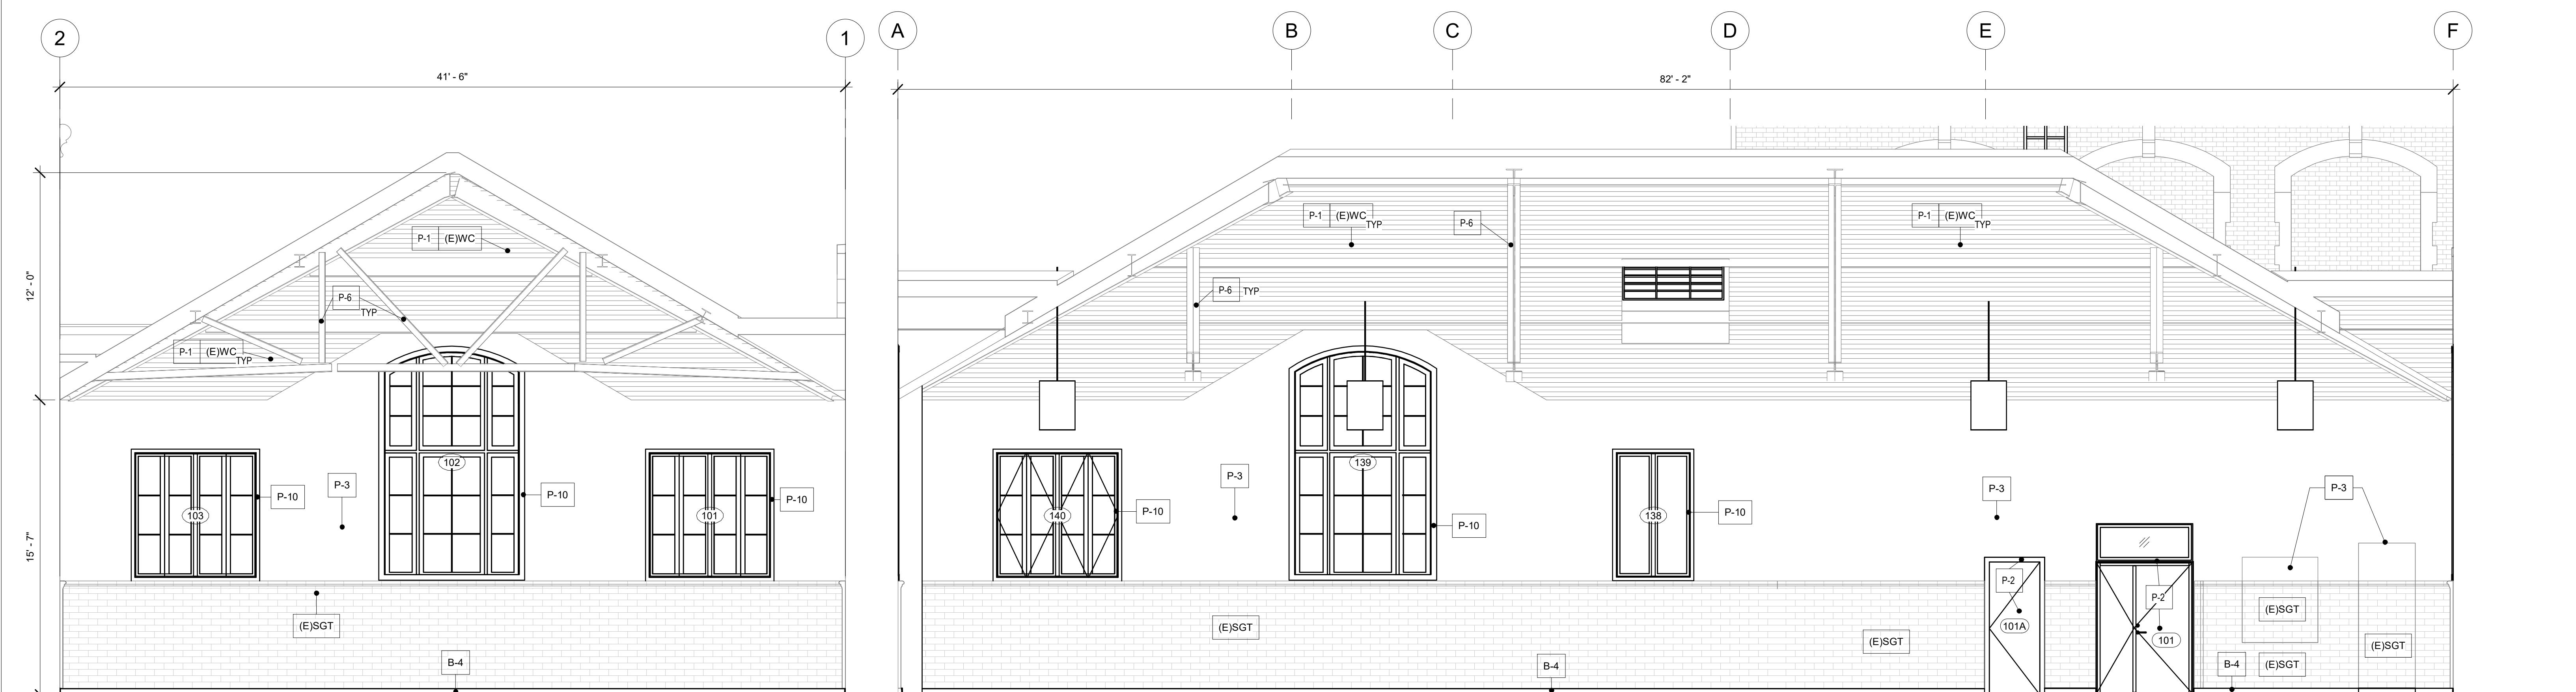 2
1
A
B
C
D
E
F
41' - 6"
82' - 2"
12' - 0"
15' - 7"
P-1 (E)WC
P-6
TYP
P-1 (E)WC
TYP
103
P-10
P-3
102
P-10
101
P-10
(E)SGT
B-4
P-1 (E)WC
TYP
P-6
P-1 (E)WC
TYP
P-6 TYP
140
P-10
P-3
139
P-10
138
P-10
P-3
P-3
P-2
101A
P-2
101
(E)SGT
(E)SGT
(E)SGT
(E)SGT
(E)SGT
B-4
B-4